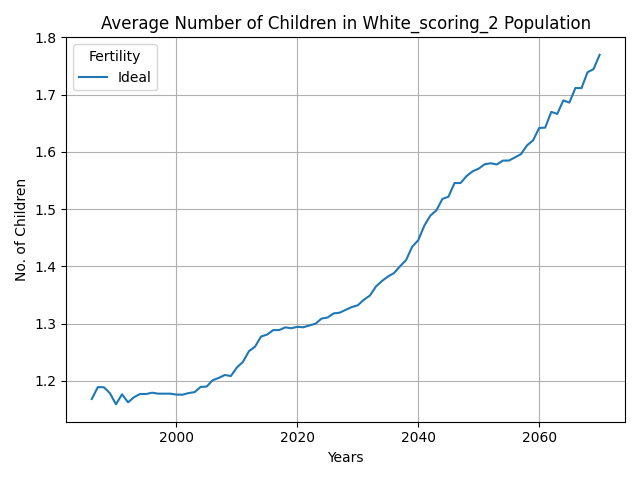 Average Number of Children in White_scoring_2 Population
Fertility
Ideal
1.8
1.7
1.6
1.5
1.4
1.3
1.2
No. of Children
2000 2020 2040 2060
Years